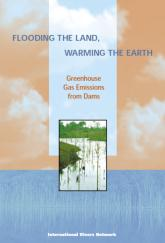 FLOODING THE LAND,
WARMING THE EARTH
Greenhouse
Gas Emissions
from Dams
International Rivers Network